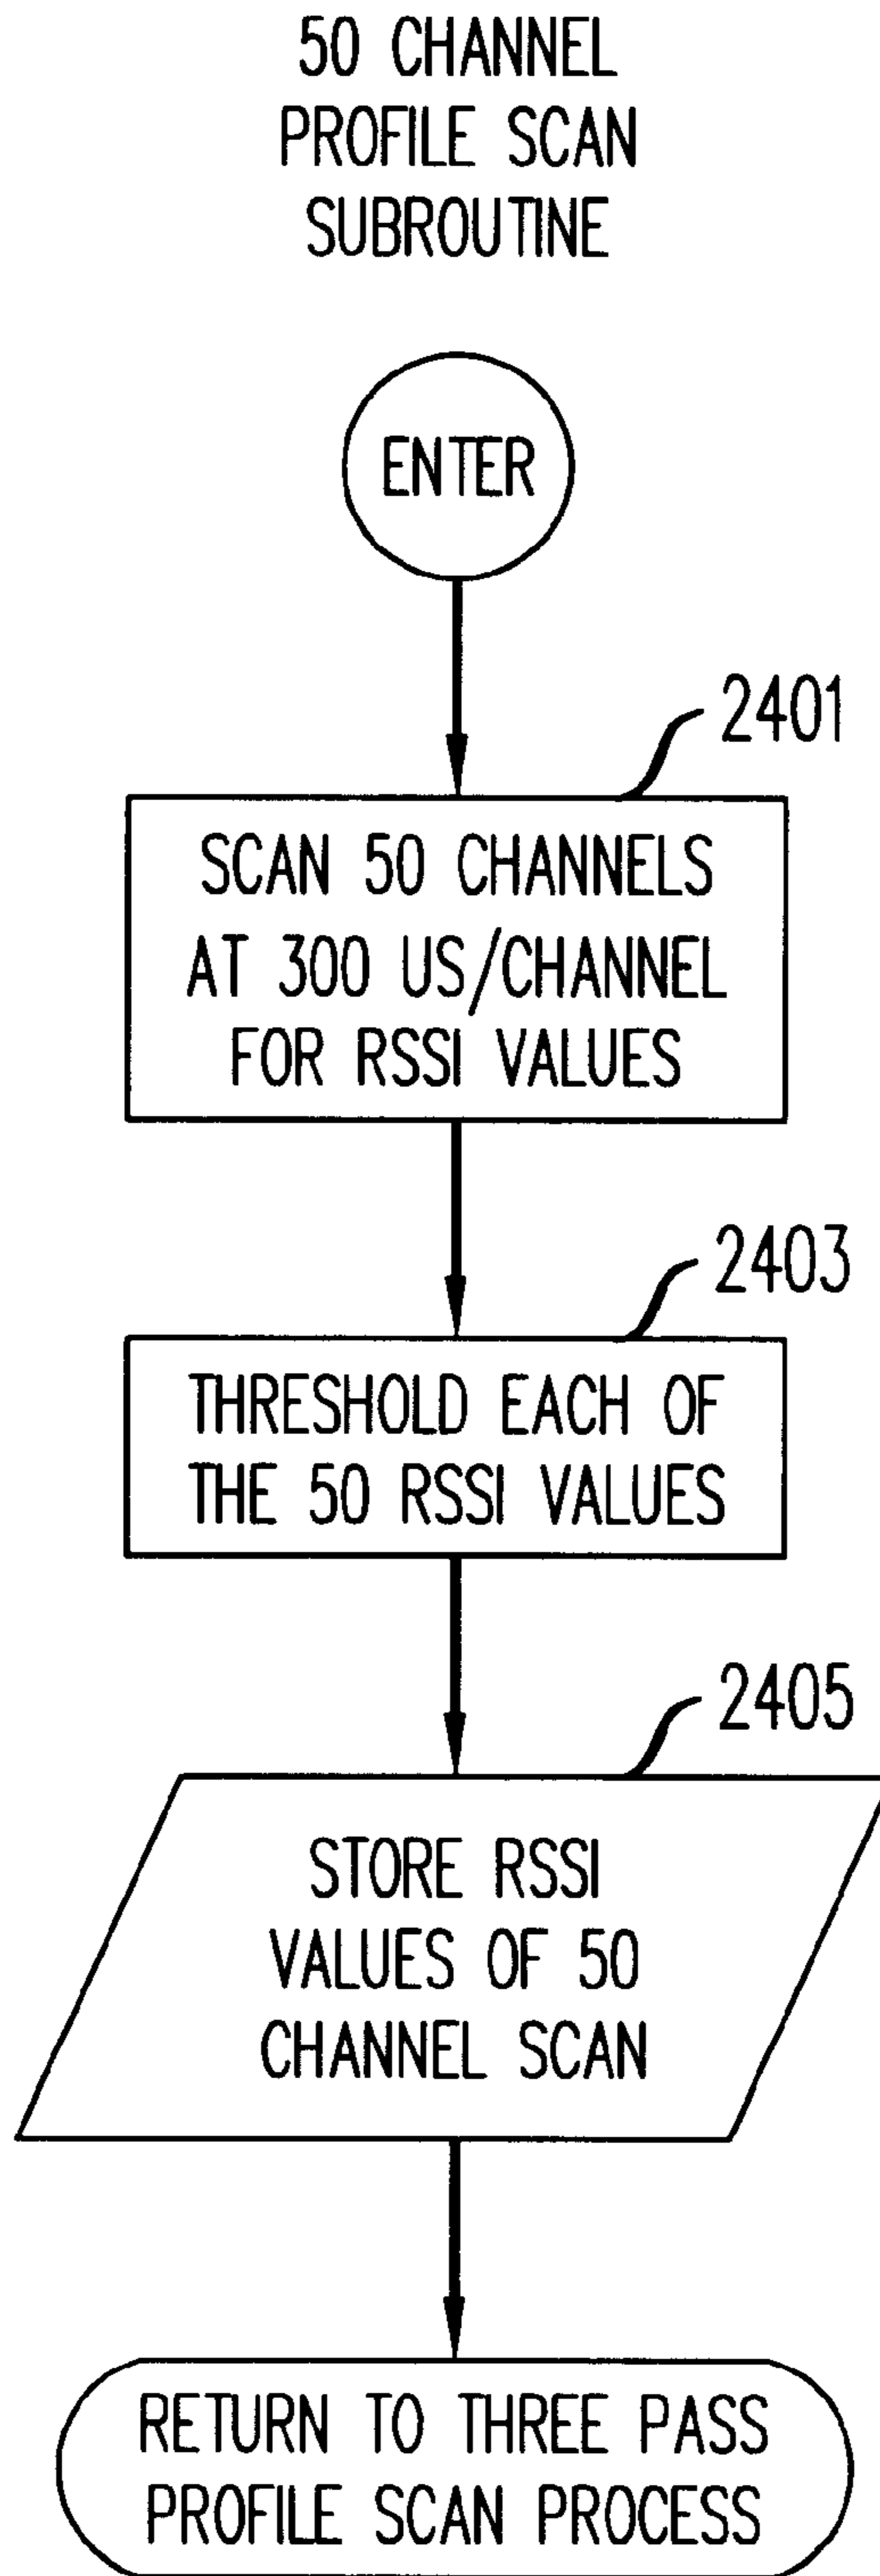 50 CHANNEL
PROFILE SCAN
SUBROUTINE
ENTER
2401
SCAN 50 CHANNELS
AT 300 US/CHANNEL
FOR RSSI VALUES
2403
THRESHOLD EACH OF
THE 50 RSSI VALUES
2405
STORE RSSI
VALUES OF 50
CHANNEL SCAN
RETURN TO THREE PASS
PROFILE SCAN PROCESS